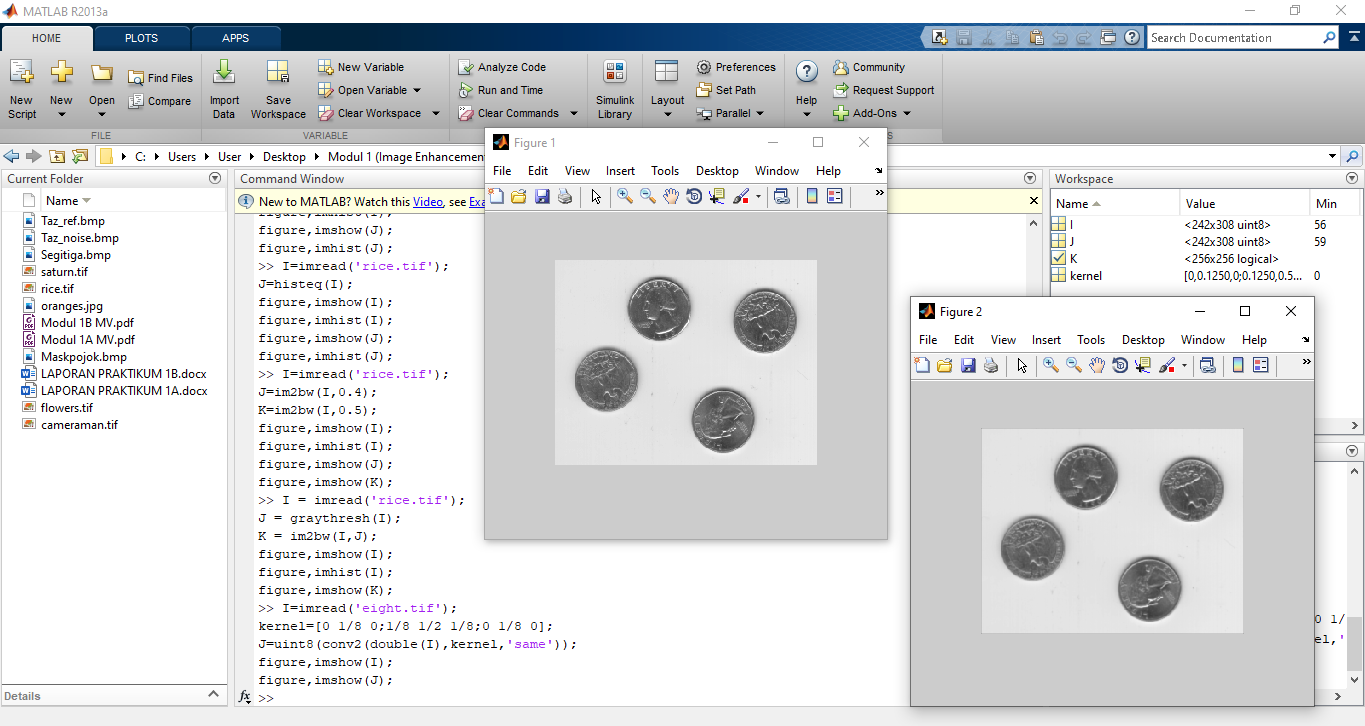 MATLAB R2013a
HOME PLOTS APPS
Search Documentation
New Script
New
Open
Find Files
Compare
FILE
Import Data
Save Workspace
New Variable
Open Variable
Clear Workspace
VARIABLE
Analyze Code
Run and Time
Clear Commands
Simulink Library
Layout
Preferences
Set Path
Parallel
Help
Community
Request Support
Add-Ons
C: Users User Desktop Modul 1 (Image Enhancemen
Current Folder
Name
Taz_ref.bmp
Taz_noise.bmp
Segitiga.bmp
saturn.tif
rice.tif
oranges.jpg
Modul 1B MV.pdf
Modul 1A MV.pdf
Maskpojok.bmp
LAPORAN PRAKTIKUM 1B.docx
LAPORAN PRAKTIKUM 1A.docx
flowers.tif
cameraman.tif
Details
Command Window
New to MATLAB? Watch this Video, see Exa
figure,imhist(I);
figure,imshow(J);
figure,imhist(J);
>> I=imread('rice.tif');
J=histeq(I);
figure,imshow(I);
figure,imhist(I);
figure,imshow(J);
figure,imhist(J);
>> I=imread('rice.tif');
J=im2bw(I,0.4);
K=im2bw(I,0.5);
figure,imshow(I);
figure,imhist(I);
figure,imshow(J);
figure,imshow(K);
>> I = imread('rice.tif');
J = graythresh(I);
K = im2bw(I,J);
figure,imshow(I);
figure,imhist(I);
figure,imshow(K);
>> I=imread('eight.tif');
kernel=[0 1/8 0;1/8 1/2 1/8;0 1/8 0];
J=uint8(conv2(double(I),kernel,'same'));
figure,imshow(I);
figure,imshow(J);
fx >>
Figure 1
File Edit View Insert Tools Desktop Window Help
LIBERTY
Workspace
Name Value Min
I <242x308 uint8> 56
J <242x308 uint8> 59
K <256x256 logical>
kernel [0,0.1250,0;0.1250,0.5... 0
Figure 2
File Edit View Insert Tools Desktop Window Help
0 1/
el,'